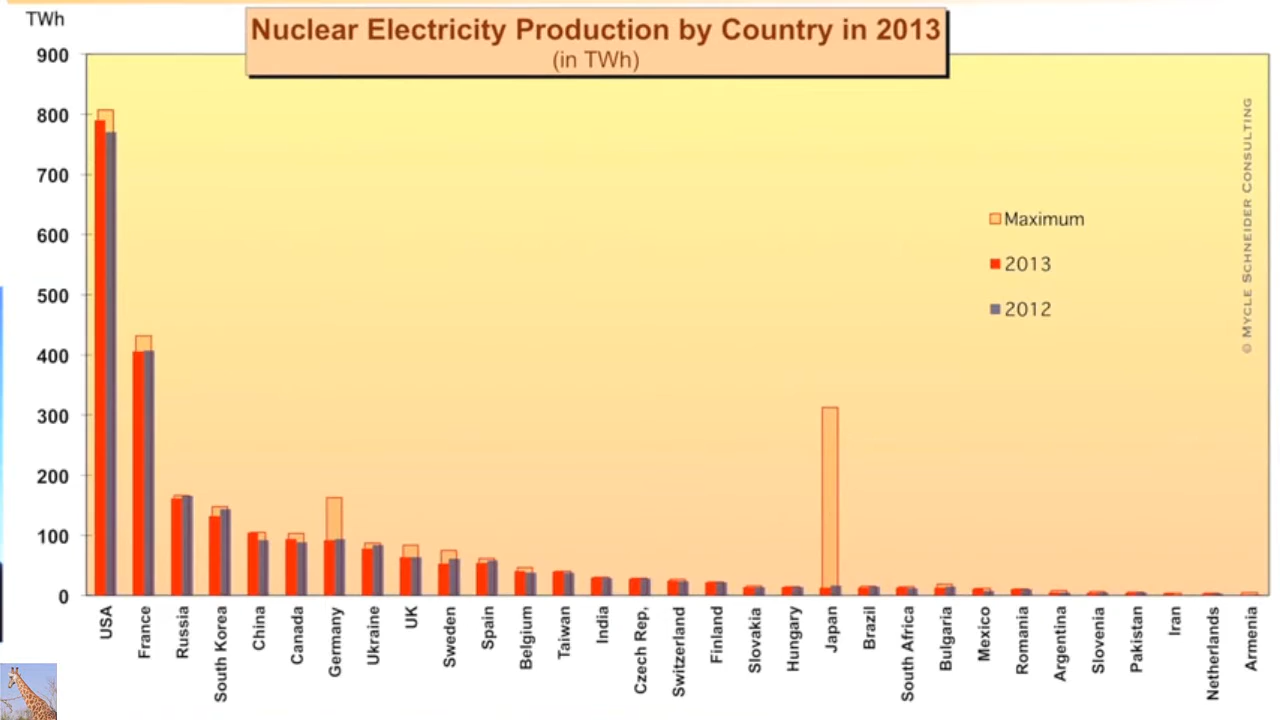 TWh
Nuclear Electricity Production by Country in 2013
(in TWh)
900
800
700
600
500
400
300
200
100
0
Maximum
2013
2012
© Mycle Schneider Consulting
USA
France
Russia
South Korea
China
Canada
Germany
Ukraine
UK
Sweden
Spain
Belgium
Taiwan
India
Czech Rep,
Switzerland
Finland
Slovakia
Hungary
Japan
Brazil
South Africa
Bulgaria
Mexico
Romania
Argentina
Slovenia
Pakistan
Iran
Netherlands
Armenia